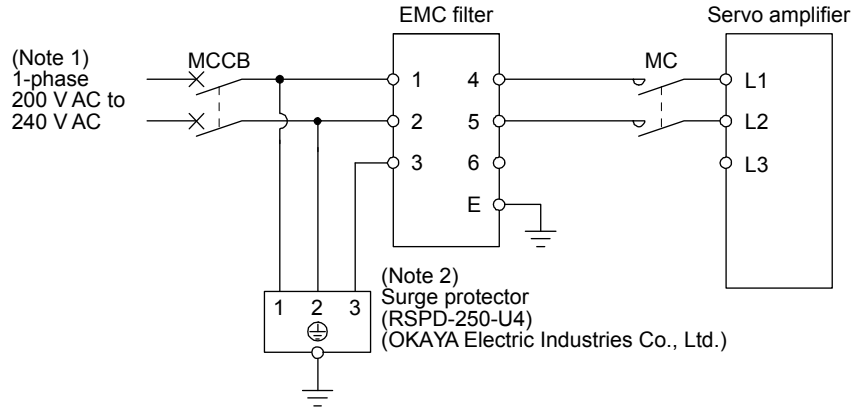 EMC filter
Servo amplifier
(Note 1)
1-phase
200 V AC to
240 V AC
MCCB
MC
1
4
L1
2
5
L2
3
6
L3
E
(Note 2)
Surge protector
(RSPD-250-U4)
(OKAYA Electric Industries Co., Ltd.)
1 2 3